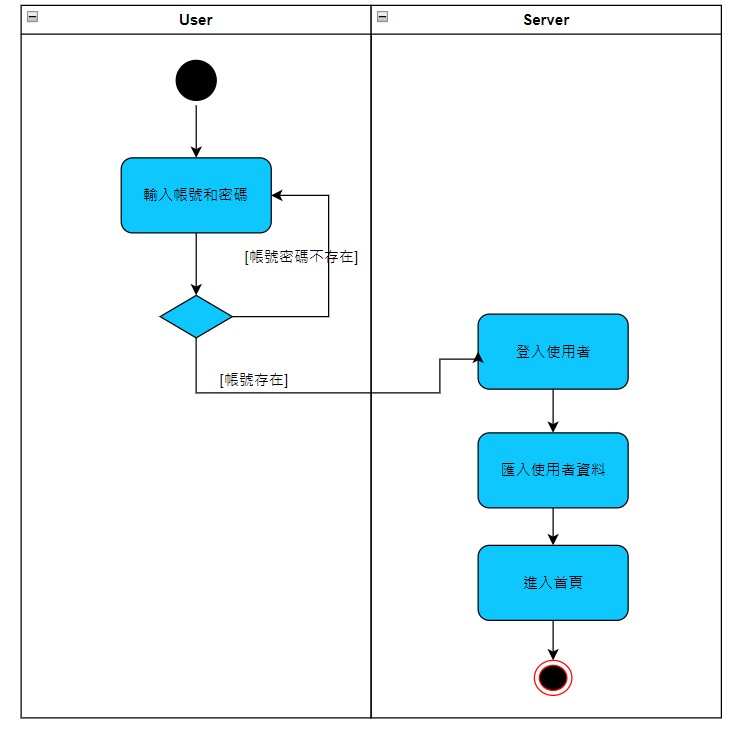 User
Server
輸入帳號和密碼
[帳號密碼不存在]
[帳號存在]
登入使用者
匯入使用者資料
進入首頁